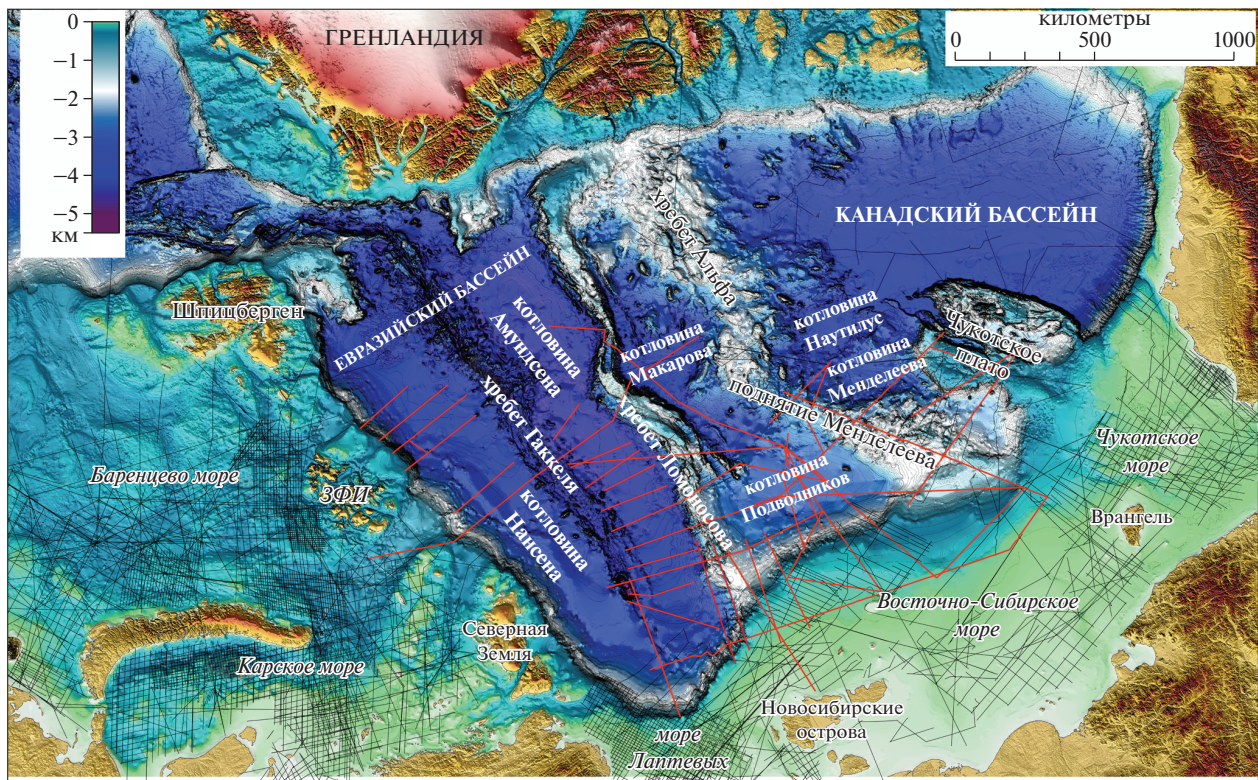 0
−1
−2
−3
−4
−5
км
ГРЕНЛАНДИЯ
километры
0
500
1000
хребет Альфа
КАНАДСКИЙ БАССЕЙН
Шпицберген
ЕВРАЗИЙСКИЙ БАССЕЙН
котловина
Амундсена
котловина
Макарова
котловина
Наутилус
котловина
Менделеева
Чукотское
плато
хребет Гаккеля
хребет Ломоносова
поднятие Менделеева
котловина
Подводников
Чукотское
море
Баренцево море
ЗФИ
котловина
Нансена
Врангель
Восточно-Сибирское
море
Северная
Земля
Карское море
Новосибирские
острова
море
Лаптевых